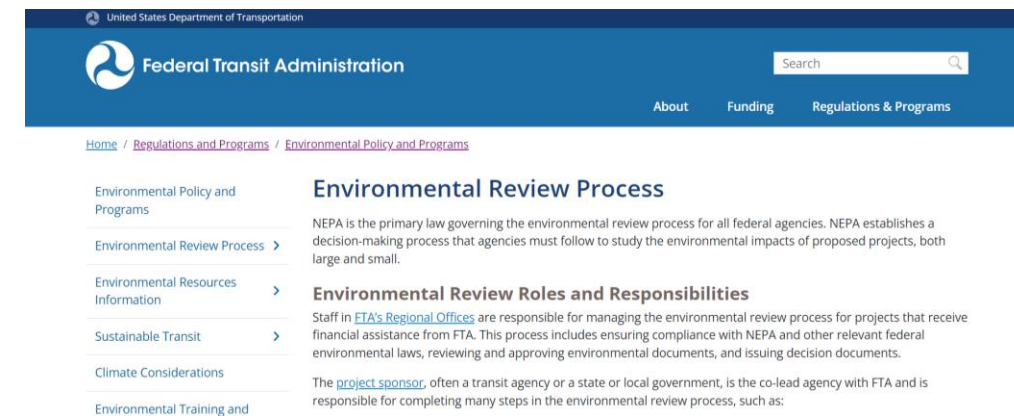 United States Department of Transportation
Federal Transit Administration
Search
About Funding Regulations & Programs
Home / Regulations and Programs / Environmental Policy and Programs
Environmental Policy and
Programs
Environmental Review Process
Environmental Resources
Information
Sustainable Transit
Climate Considerations
Environmental Training and
Environmental Review Process
NEPA is the primary law governing the environmental review process for all federal agencies. NEPA establishes a
decision-making process that agencies must follow to study the environmental impacts of proposed projects, both
large and small.
Environmental Review Roles and Responsibilities
Staff in FTA's Regional Offices are responsible for managing the environmental review process for projects that receive
financial assistance from FTA. This process includes ensuring compliance with NEPA and other relevant federal
environmental laws, reviewing and approving environmental documents, and issuing decision documents.
The project sponsor, often a transit agency or a state or local government, is the co-lead agency with FTA and is
responsible for completing many steps in the environmental review process, such as: